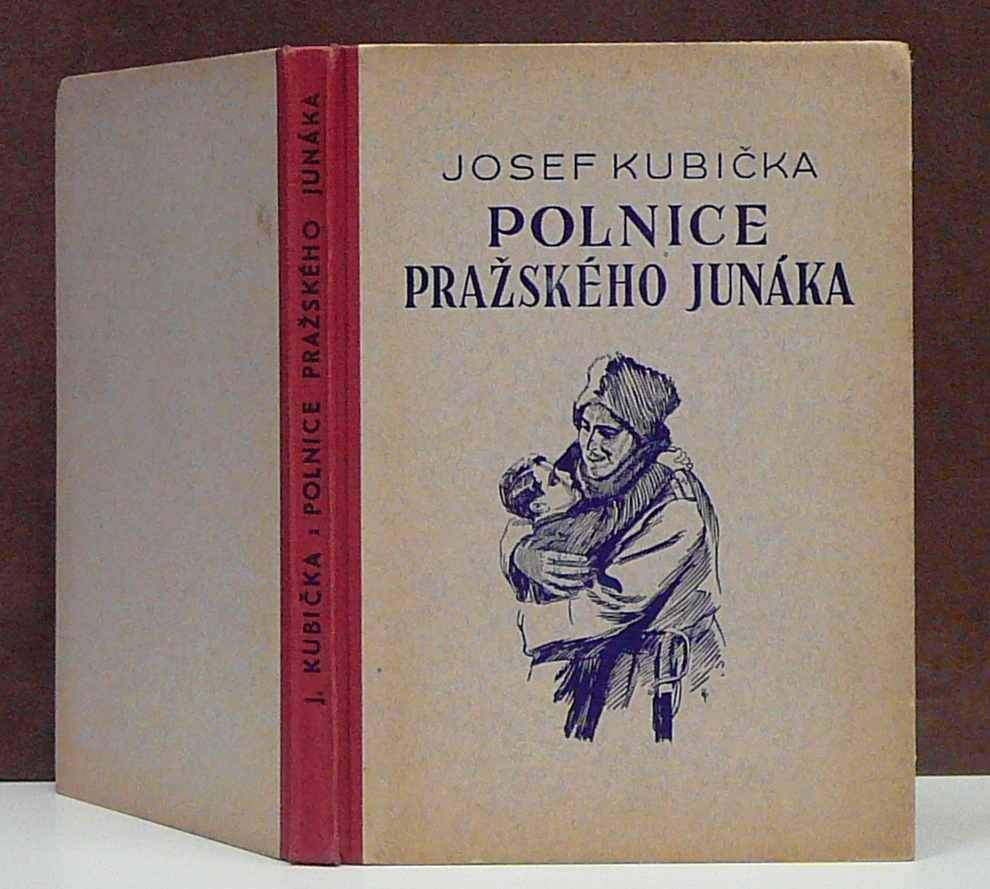 J. KUBIČKA : POLNICE PRAŽSKÉHO JUNÁKA
JOSEF KUBIČKA
POLNICE
PRAŽSKÉHO JUNÁKA